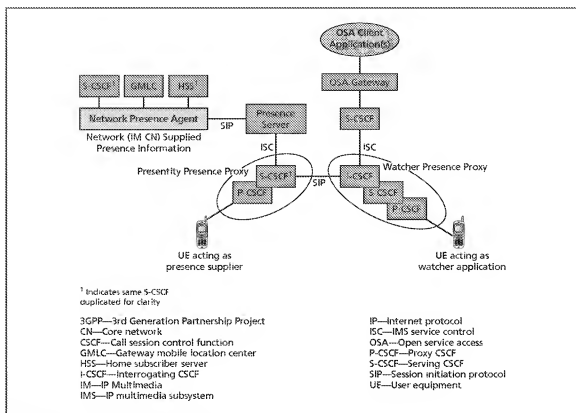 OSA Client
Application(s)
OSA Gateway
S-CSCF
S-CSCF¹
GMLC
HSS¹
Network Presence Agent
Network (IM CN) Supplied
Presence Information
SIP
Presence
Server
ISC
ISC
Presentity Presence Proxy
Watcher Presence Proxy
S-CSCF¹
P-CSCF
SIP
I-CSCF
S-CSCF
P-CSCF
UE acting as
presence supplier
UE acting as
watcher application
¹ Indicates same S-CSCF
duplicated for clarity
3GPP—3rd Generation Partnership Project
CN—Core network
CSCF—Call session control function
GMLC—Gateway mobile location center
HSS—Home subscriber server
I-CSCF—Interrogating CSCF
IM—IP Multimedia
IMS—IP multimedia subsystem
IP—Internet protocol
ISC—IMS service control
OSA—Open service access
P-CSCF—Proxy CSCF
S-CSCF—Serving CSCF
SIP—Session initiation protocol
UE—User equipment